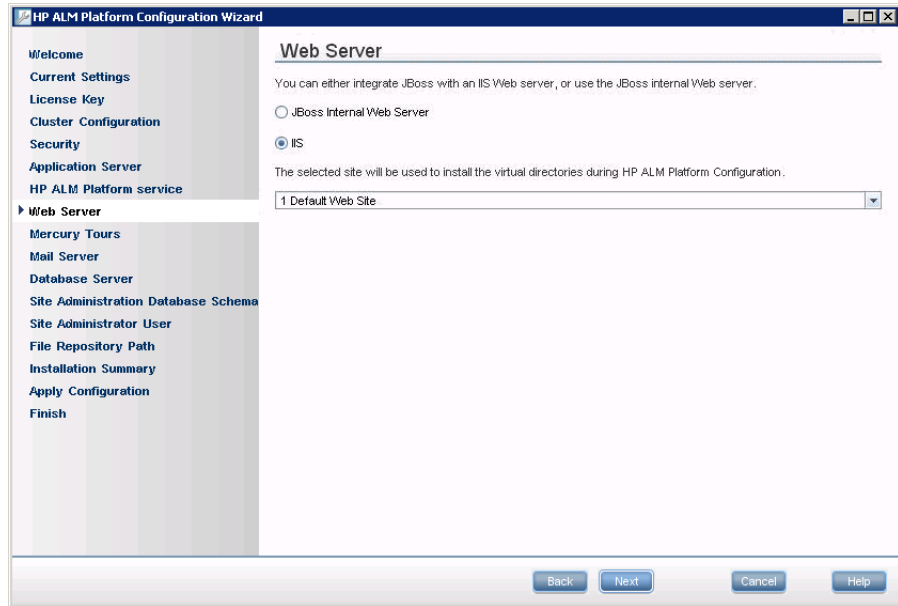 HP ALM Platform Configuration Wizard
Welcome
Current Settings
License Key
Cluster Configuration
Security
Application Server
HP ALM Platform service
Web Server
Mercury Tours
Mail Server
Database Server
Site Administration Database Schema
Site Administrator User
File Repository Path
Installation Summary
Apply Configuration
Finish
Web Server
You can either integrate JBoss with an IIS Web server, or use the JBoss internal Web server.
JBoss Internal Web Server
IIS
The selected site will be used to install the virtual directories during HP ALM Platform Configuration.
1 Default Web Site
Back
Next
Cancel
Help